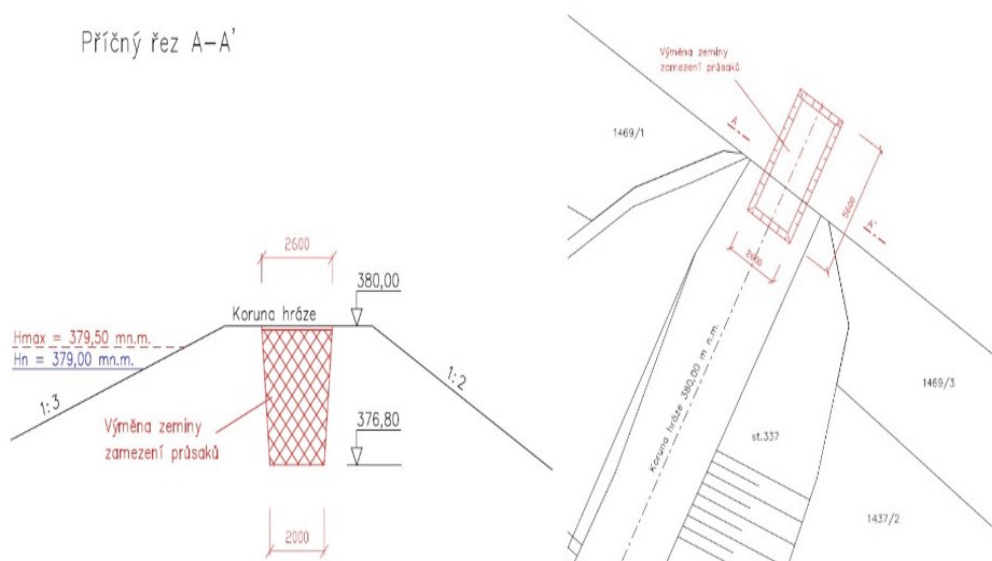 Příčný řez A-A'
2600
380,00
Koruna hráze
Hmax = 379,50 mn.m.
Hn = 379,00 mn.m.
1:3
1:2
376,80
Výměna zeminy
zamezení průsaků
2000
Výměna zeminy
zamezení průsaků
1469/1
A
5600
A'
2600
Koruna hráze 380,00 m n.m.
1469/3
st.337
1437/2